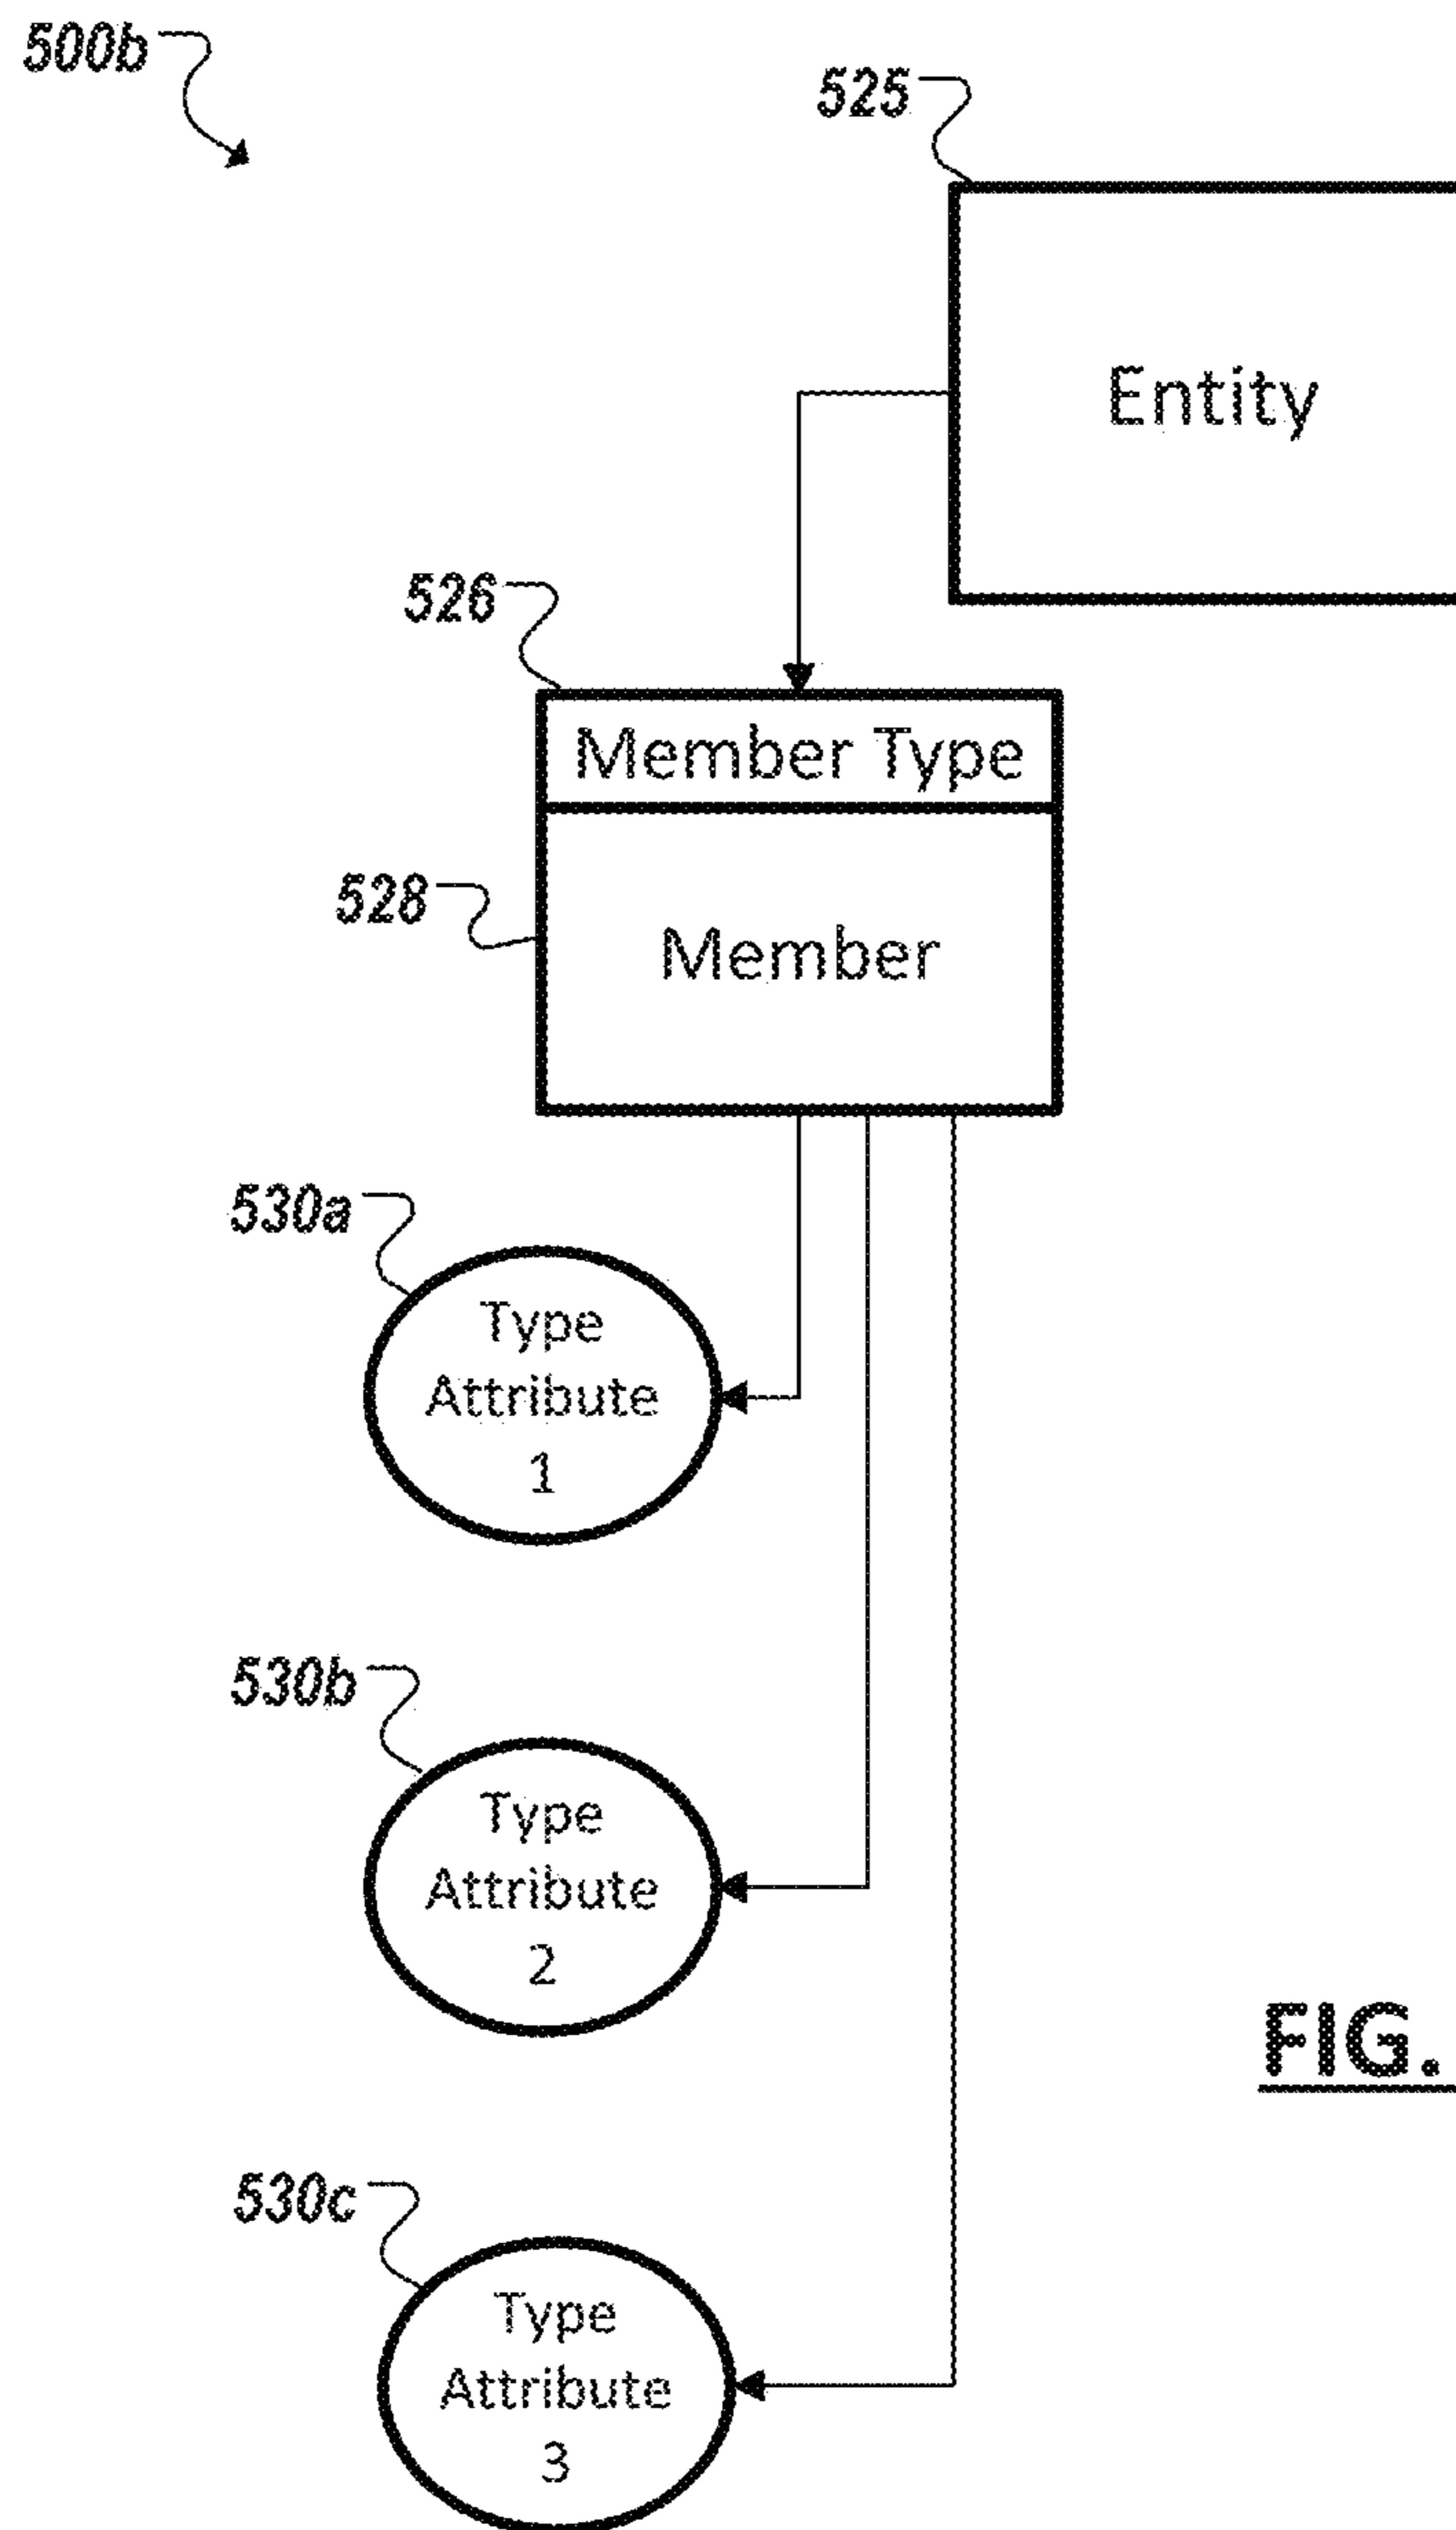 500b
525
Entity
526
Member Type
528
Member
530a
Type
Attribute
1
530b
Type
Attribute
2
FIG.
530c
Type
Attribute
3